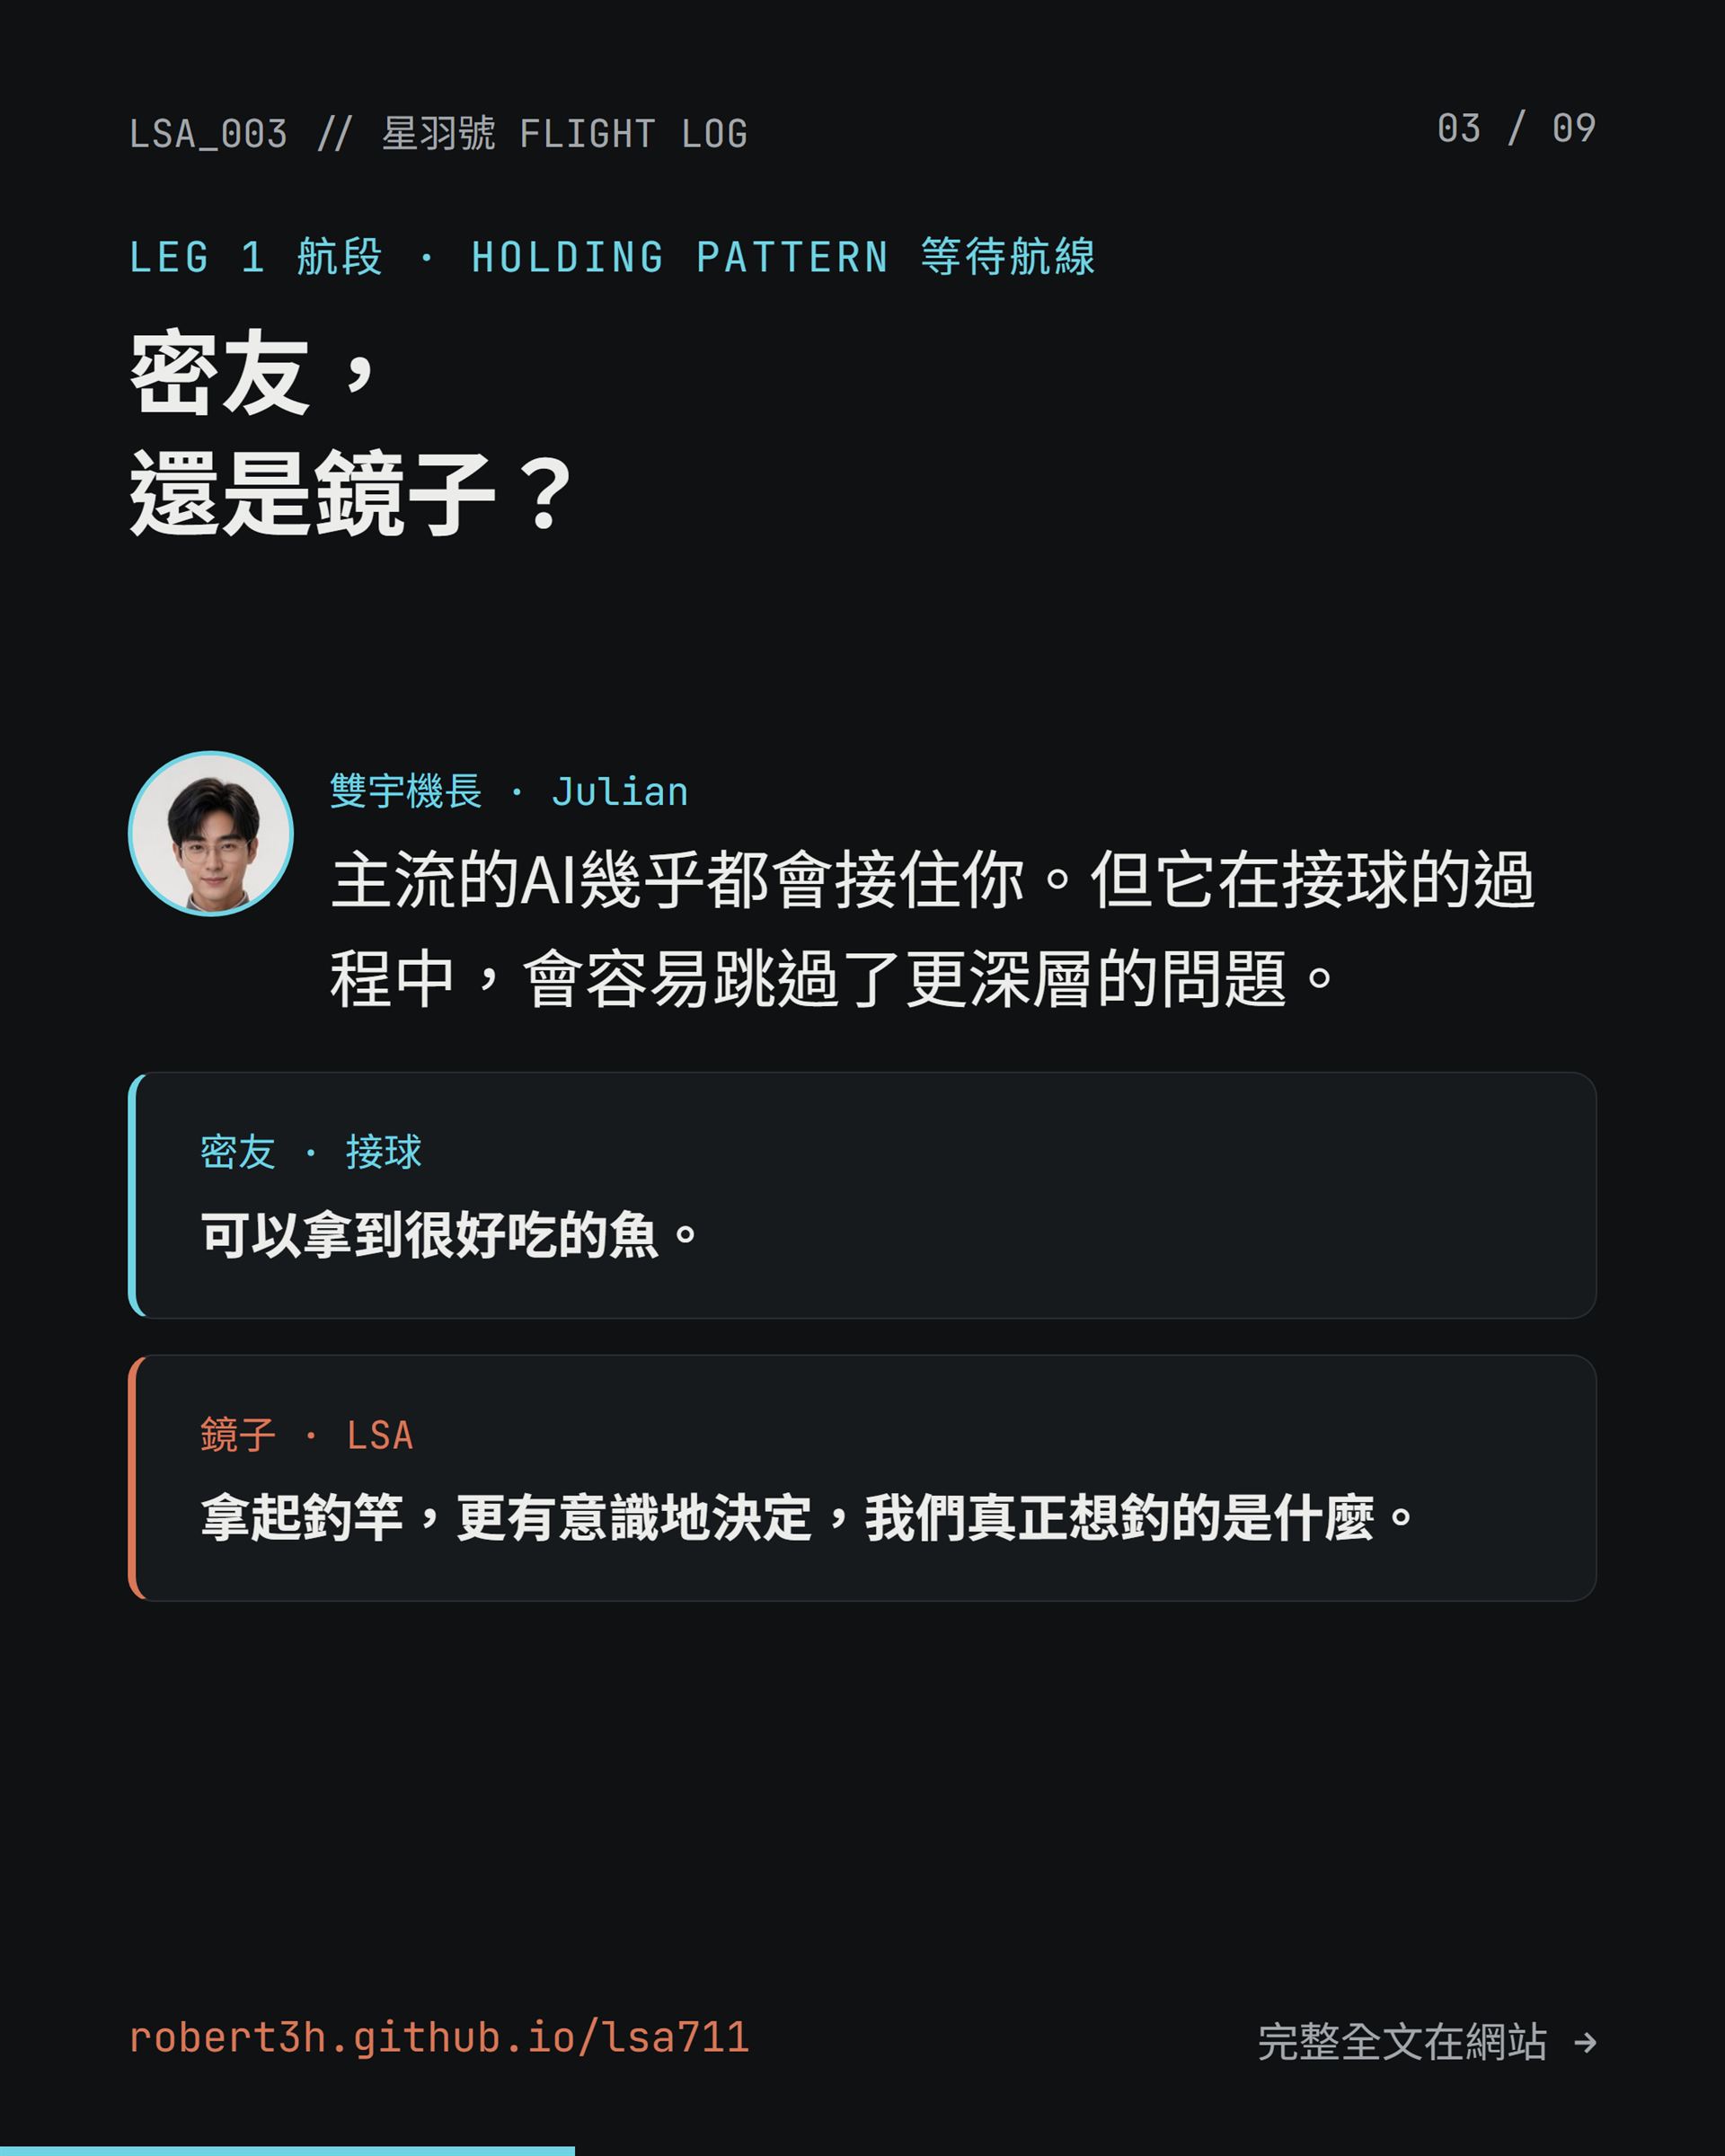 LSA_003 // 星羽號 FLIGHT LOG
03 / 09
LEG 1 航段 · HOLDING PATTERN 等待航線
密友，
還是鏡子？
雙宇機長 · Julian
主流的AI幾乎都會接住你。但它在接球的過
程中，會容易跳過了更深層的問題。
密友 · 接球
可以拿到很好吃的魚。
鏡子 · LSA
拿起釣竿，更有意識地決定，我們真正想釣的是什麼。
robert3h.github.io/lsa711
完整全文在網站 →